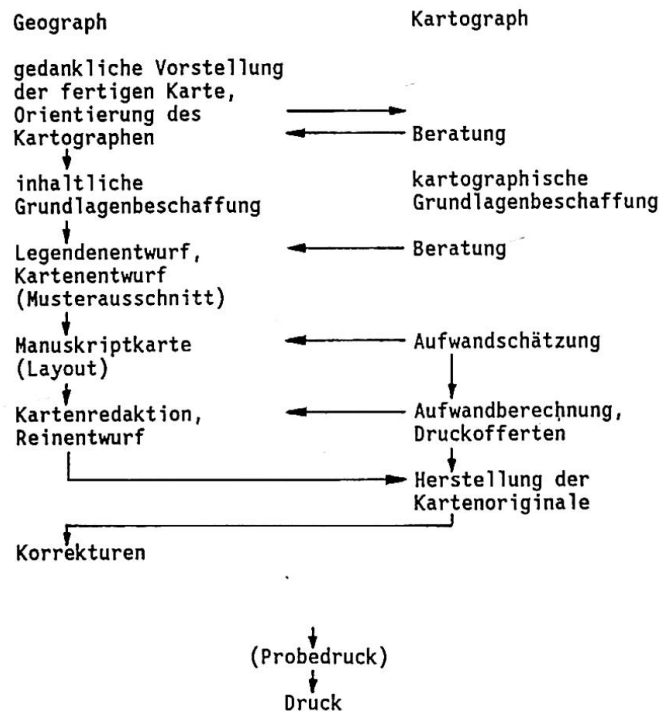 Geograph
Kartograph
gedankliche Vorstellung
der fertigen Karte,
Orientierung des
Kartographen
Beratung
inhaltliche
Grundlagenbeschaffung
kartographische
Grundlagenbeschaffung
Legendenentwurf,
Kartenentwurf
(Musterausschnitt)
Beratung
Manuskriptkarte
(Layout)
Aufwandschätzung
Kartenredaktion,
Reinentwurf
Aufwandberechnung,
Druckofferten
Herstellung der
Kartenoriginale
Korrekturen
(Probedruck)
Druck